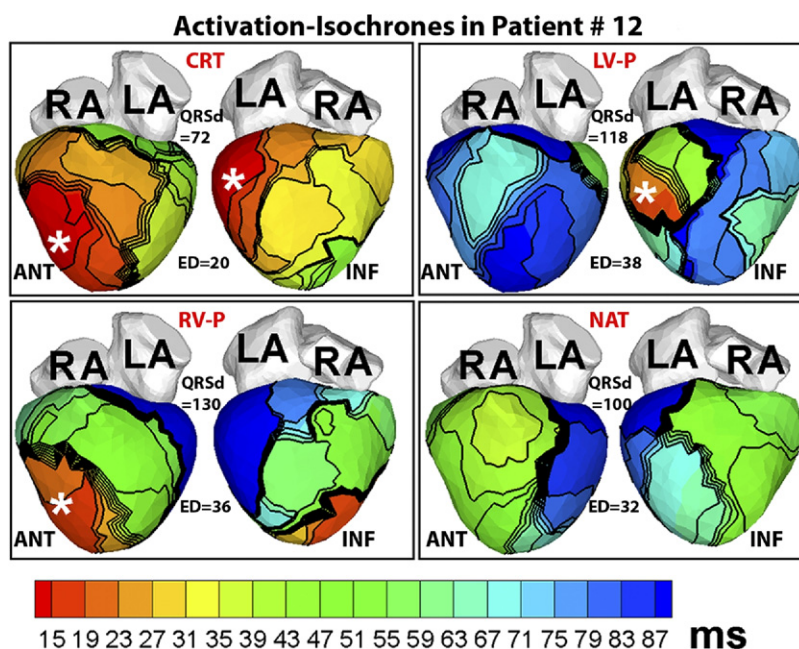 Activation-Isochrones in Patient # 12
CRT
RA LA QRSd =72 LA RA
*
*
ANT ED=20 INF
LV-P
RA LA QRSd =118 LA RA
*
ANT ED=38 INF
RV-P
RA LA QRSd =130 LA RA
*
ANT ED=36 INF
NAT
RA LA QRSd =100 LA RA
ANT ED=32 INF
15 19 23 27 31 35 39 43 47 51 55 59 63 67 71 75 79 83 87 ms